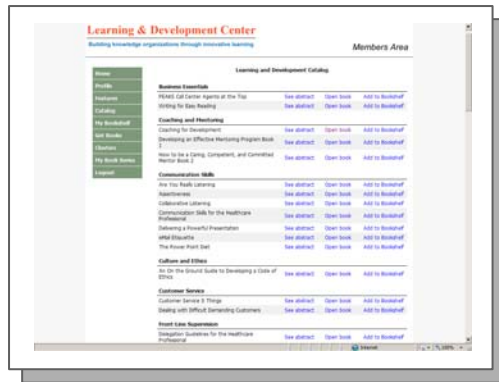 Learning & Development Center
Building knowledge organizations through innovative learning
Members Area
Home
Profile
Features
Catalog
My Bookshelf
Get Books
Clusters
My Book Items
Logout
Learning and Development Catalog
Business Essentials
PEAKS Call Center Agents at the Top See abstract Open book Add to Bookshelf
Writing for Easy Reading See abstract Open book Add to Bookshelf
Coaching and Mentoring
Coaching for Development See abstract Open book Add to Bookshelf
Developing an Effective Mentoring Program Book
1 See abstract Open book Add to Bookshelf
How to be a Caring, Competent, and Committed
Mentor Book 2 See abstract Open book Add to Bookshelf
Communication Skills
Are You Really Listening See abstract Open book Add to Bookshelf
Assertiveness See abstract Open book Add to Bookshelf
Collaborative Listening See abstract Open book Add to Bookshelf
Communication Skills for the Healthcare
Professional See abstract Open book Add to Bookshelf
Delivering a Powerful Presentation See abstract Open book Add to Bookshelf
eMail Etiquette See abstract Open book Add to Bookshelf
The Power Point Diet See abstract Open book Add to Bookshelf
Culture and Ethics
An On the Ground Guide to Developing a Code of
Ethics See abstract Open book Add to Bookshelf
Customer Service
Customer Service 5 Things See abstract Open book Add to Bookshelf
Dealing with Difficult Demanding Customers See abstract Open book Add to Bookshelf
Front-Line Supervision
Delegation Guidelines for the Healthcare
Professional See abstract Open book Add to Bookshelf
Internet 100%